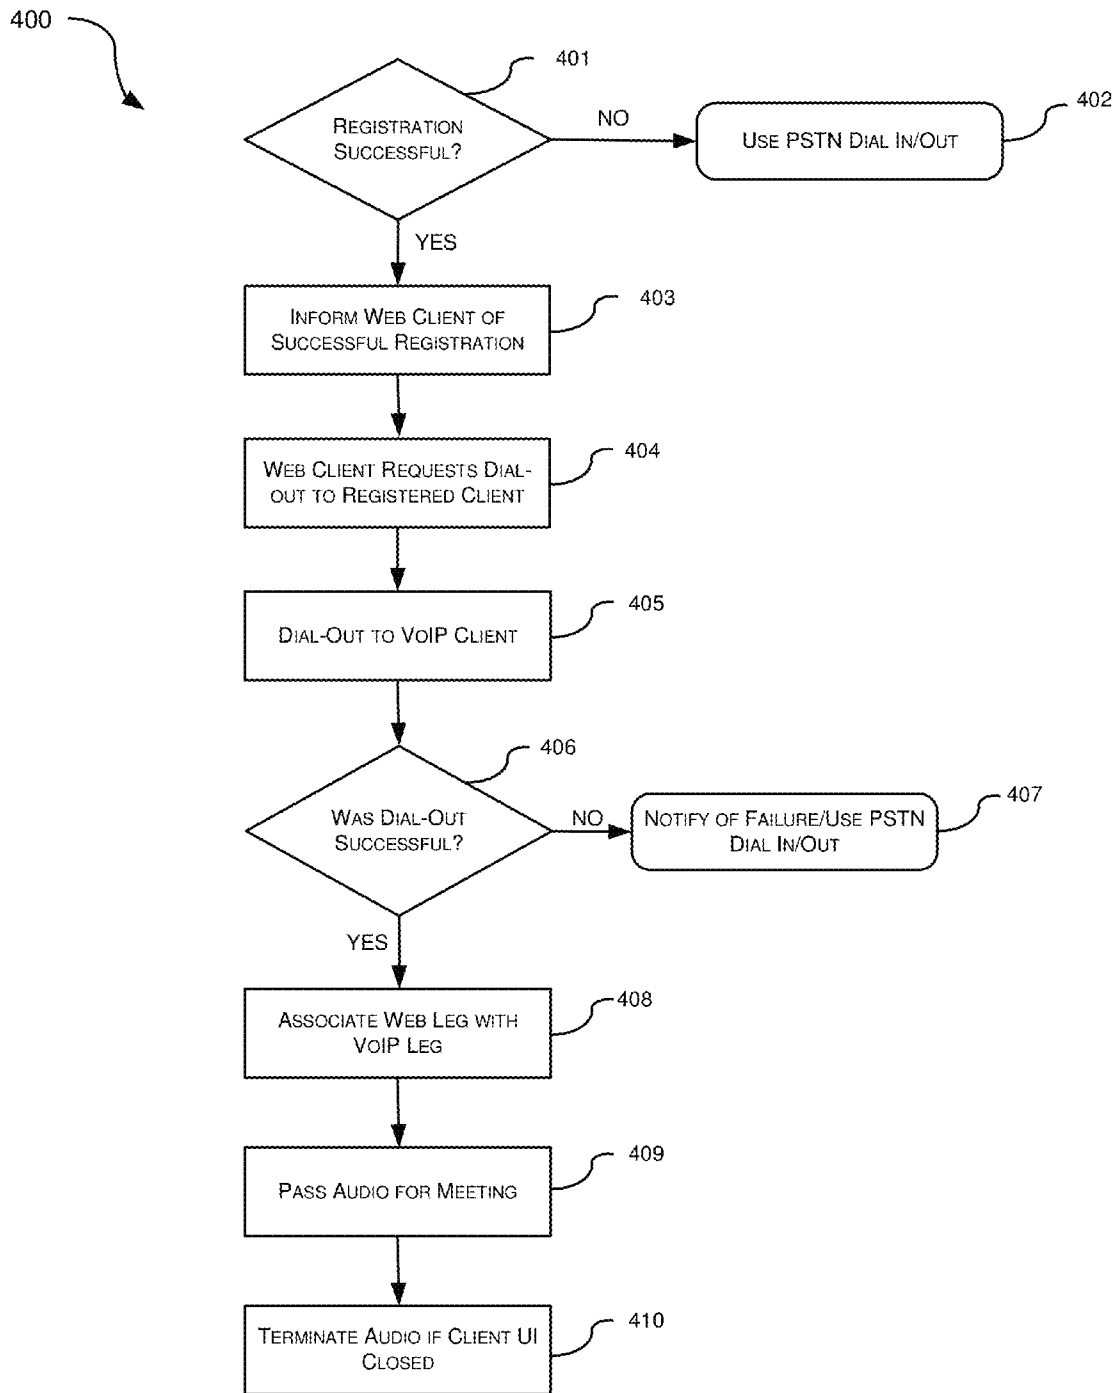 400
401
REGISTRATION
SUCCESSFUL?
NO
402
USE PSTN DIAL IN/OUT
YES
403
INFORM WEB CLIENT OF
SUCCESSFUL REGISTRATION
404
WEB CLIENT REQUESTS DIAL-
OUT TO REGISTERED CLIENT
405
DIAL-OUT TO VOIP CLIENT
406
WAS DIAL-OUT
SUCCESSFUL?
NO
407
NOTIFY OF FAILURE/USE PSTN
DIAL IN/OUT
YES
408
ASSOCIATE WEB LEG WITH
VOIP LEG
409
PASS AUDIO FOR MEETING
410
TERMINATE AUDIO IF CLIENT UI
CLOSED